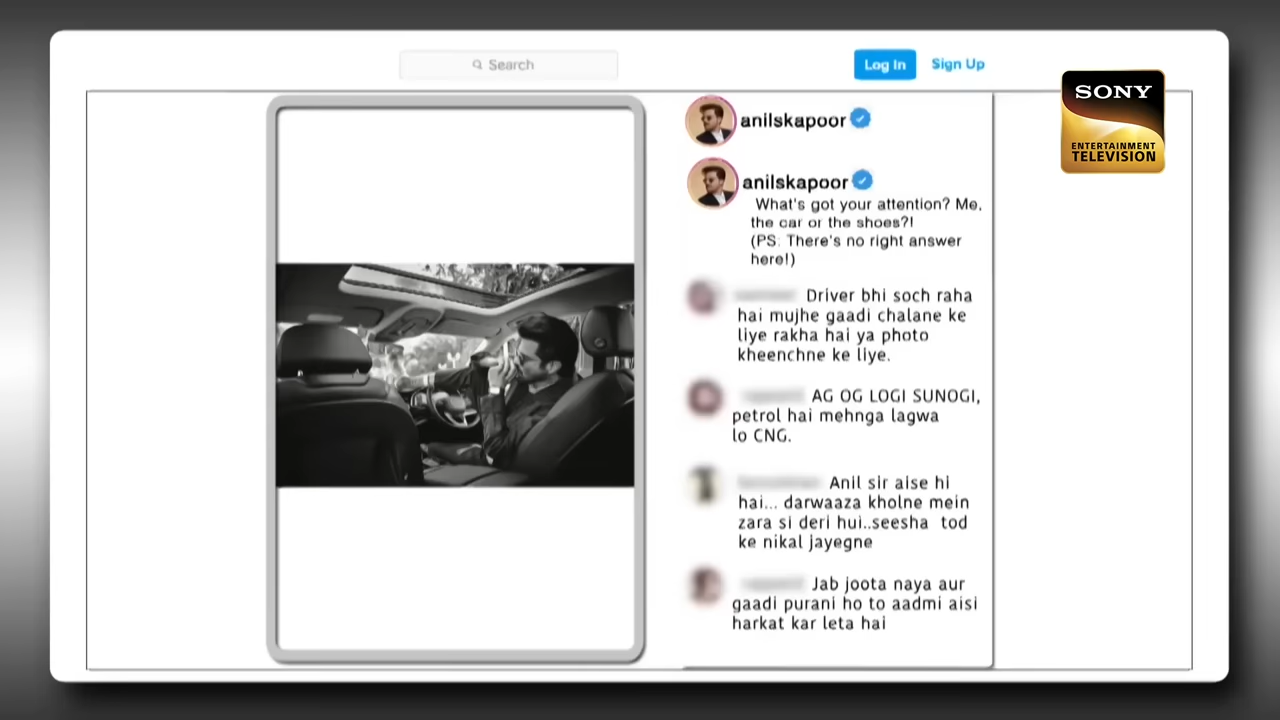 Search
Log In
Sign Up
SONY
ENTERTAINMENT
TELEVISION
anilskapoor
anilskapoor
What's got your attention? Me,
the car or the shoes?!
(PS: There's no right answer
here!)
Driver bhi soch raha
hai mujhe gaadi chalane ke
liye rakha hai ya photo
kheenchne ke liye.
AG OG LOGI SUNOGI,
petrol hai mehnga lagwa
lo CNG.
Anil sir aise hi
hai... darwaaza kholne mein
zara si deri hui..seesha tod
ke nikal jayegne
Jab joota naya aur
gaadi purani ho to aadmi aisi
harkat kar leta hai